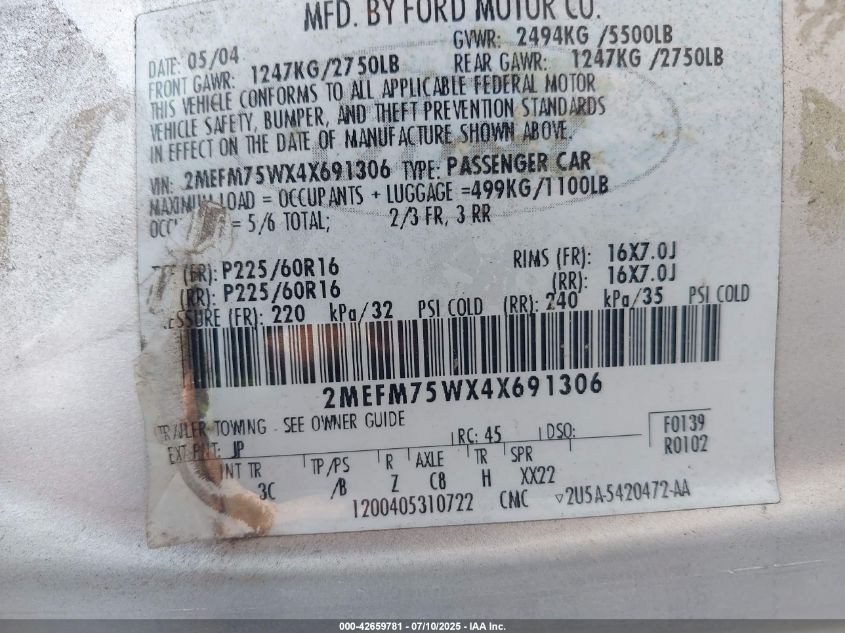 MFD. BY FORD MOTOR CO.
DATE: 05/04 GVWR: 2494KG /5500LB
FRONT GAWR: 1247KG/2750LB REAR GAWR: 1247KG /2750LB
THIS VEHICLE CONFORMS TO ALL APPLICABLE FEDERAL MOTOR
VEHICLE SAFETY, BUMPER, AND THEFT PREVENTION STANDARDS
IN EFFECT ON THE DATE OF MANUFACTURE SHOWN ABOVE.
VIN: 2MEFM75WX4X691306 TYPE: PASSENGER CAR
MAXIMUM LOAD = OCCUPANTS + LUGGAGE =499KG/1100LB
= 5/6 TOTAL; 2/3 FR, 3 RR
(FR): P225/60R16 RIMS (FR): 16X7.0J
(RR): P225/60R16 (RR): 16X7.0J
(FR): 220 kPa/32 PSI COLD (RR): 240 kPa/35 PSI COLD
2MEFM75WX4X691306
TRAILER TOWING - SEE OWNER GUIDE
EXT PNT: JP RC: 45 DSO: F0139
R0102
INT TR TP/PS R AXLE TR SPR
3C /B Z C8 H XX22
1200405310722 CMC ▽2U5A-5420472-AA
000-42659781 - 07/10/2025 - IAA Inc.